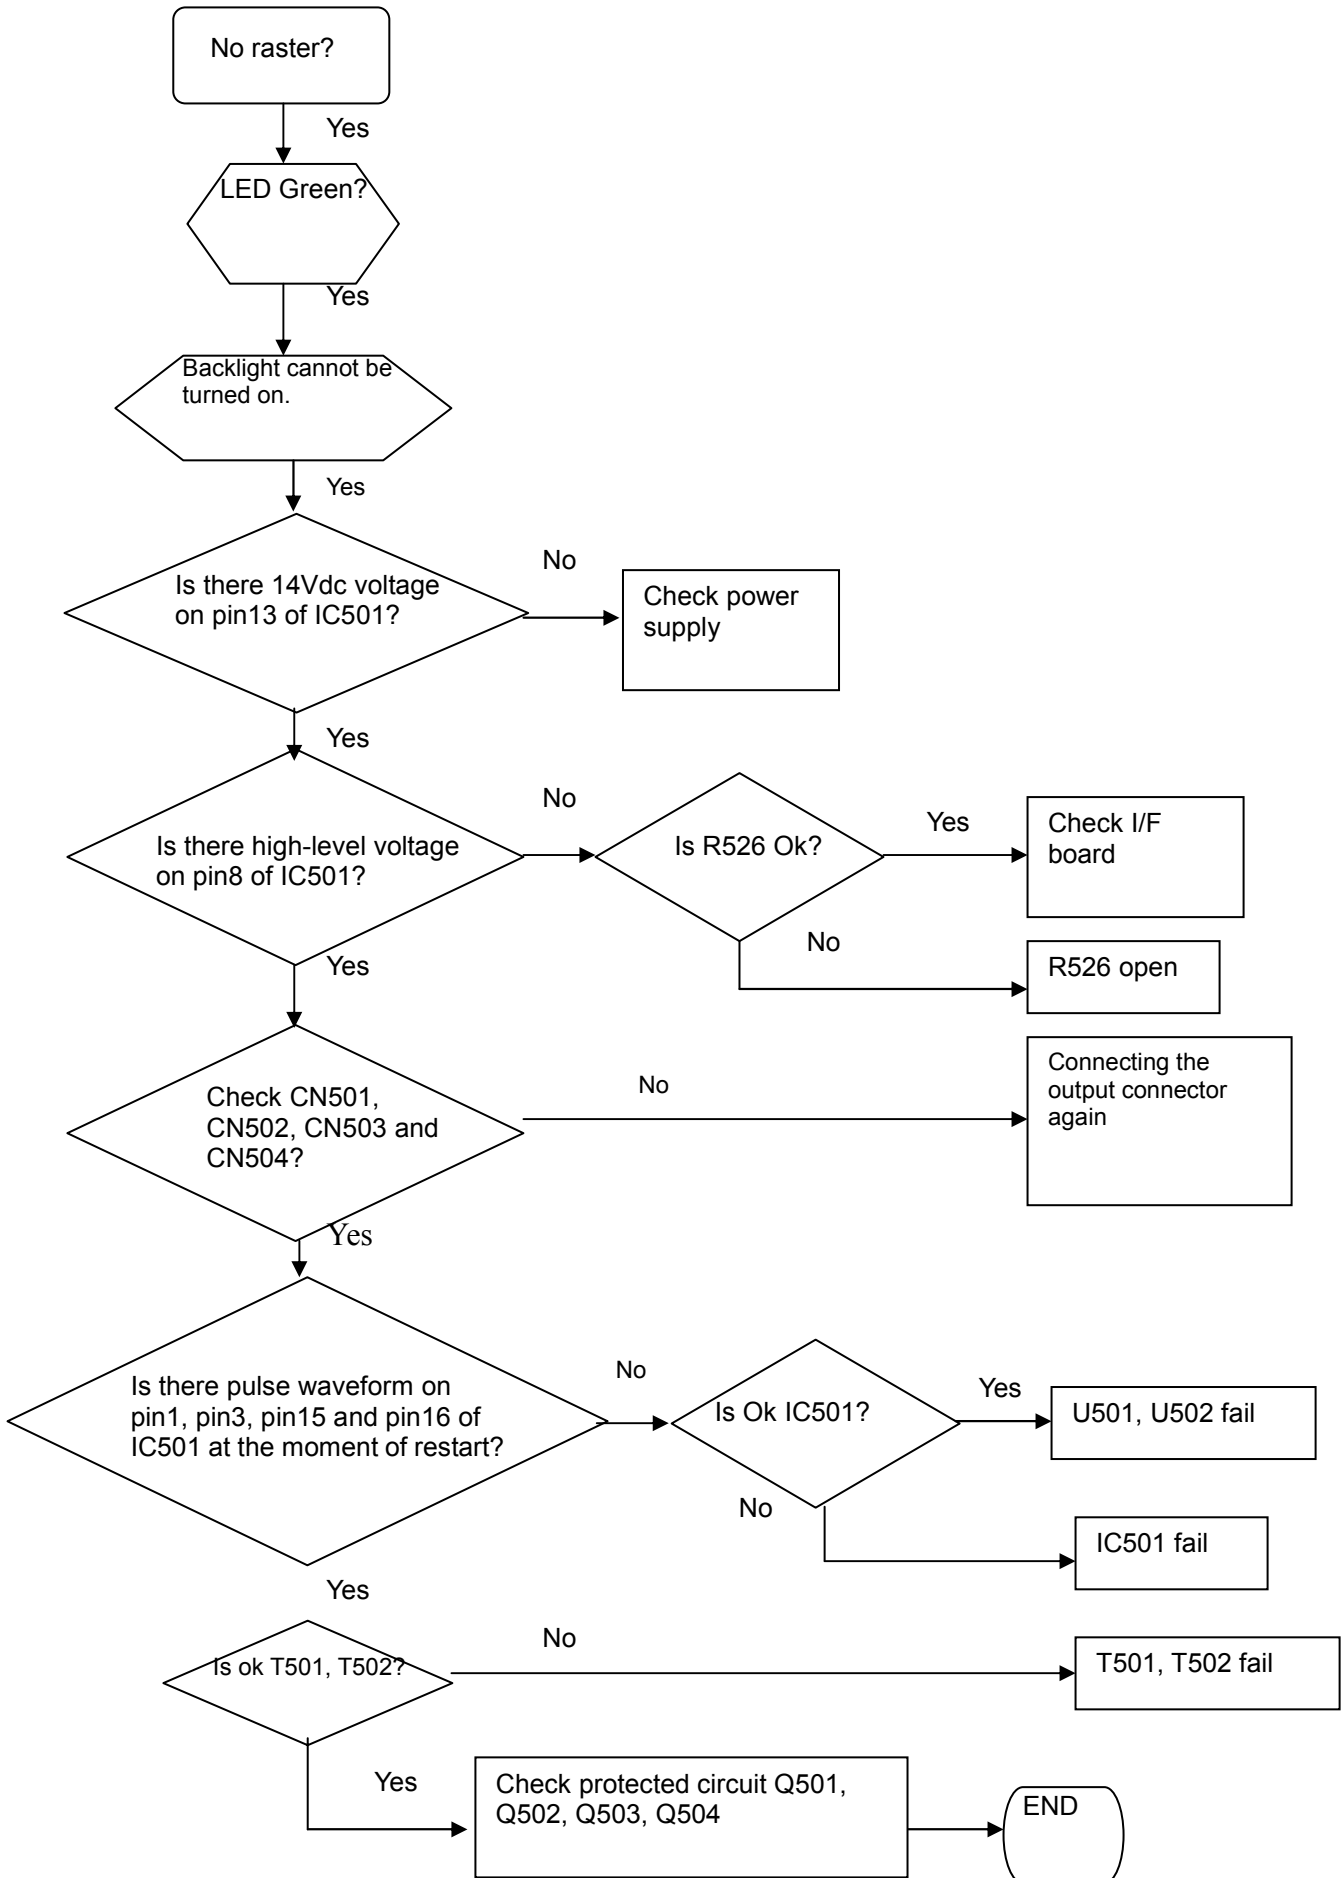 No raster?
Yes
LED Green?
Yes
Backlight cannot be
turned on.
Yes
Is there 14Vdc voltage
on pin13 of IC501?
No
Check power
supply
Yes
Is there high-level voltage
on pin8 of IC501?
No
Is R526 Ok?
Yes
Check I/F
board
No
R526 open
Yes
Check CN501,
CN502, CN503 and
CN504?
No
Connecting the
output connector
again
Yes
Is there pulse waveform on
pin1, pin3, pin15 and pin16 of
IC501 at the moment of restart?
No
Is Ok IC501?
Yes
U501, U502 fail
No
IC501 fail
Yes
Is ok T501, T502?
No
T501, T502 fail
Yes
Check protected circuit Q501,
Q502, Q503, Q504
END